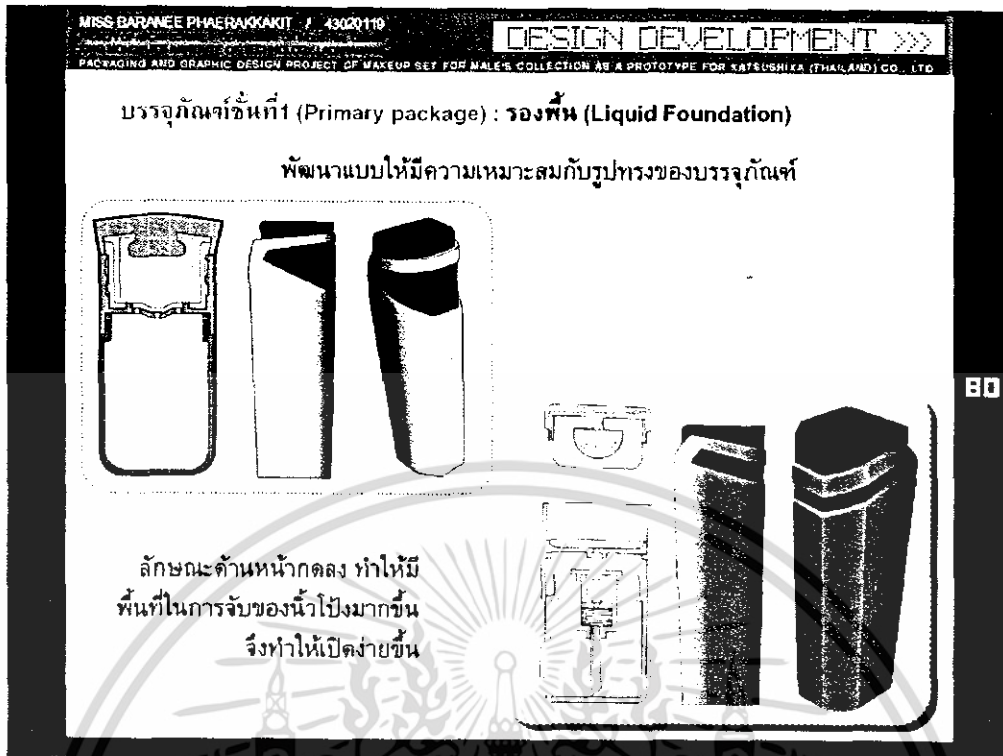 MISS BARANEE PHAERAKKAKIT / 43020119
DESIGN DEVELOPMENT >>>
PACKAGING AND GRAPHIC DESIGN PROJECT OF MAKEUP SET FOR MALE'S COLLECTION AS A PROTOTYPE FOR KATSUSHIKA (THAILAND) CO., LTD
บรรจุภัณฑ์ชั้นที่1 (Primary package) : รองพื้น (Liquid Foundation)
พัฒนาแบบให้มีความเหมาะสมกับรูปทรงของบรรจุภัณฑ์
80
ลักษณะด้านหน้ากดลง ทำให้มี
พื้นที่ในการจับของนิ้วโป้งมากขึ้น
จึงทำให้เปิดง่ายขึ้น